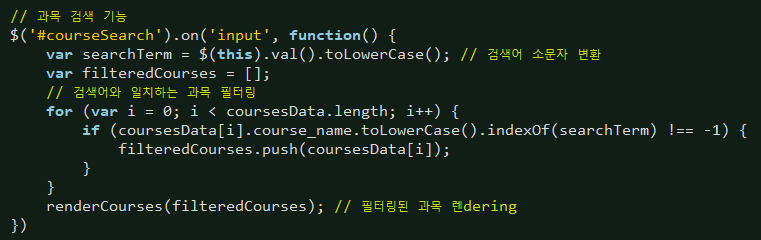 // 과목 검색 기능
$('#courseSearch').on('input', function() {
    var searchTerm = $(this).val().toLowerCase(); // 검색어 소문자 변환
    var filteredCourses = [];
    // 검색어와 일치하는 과목 필터링
    for (var i = 0; i < coursesData.length; i++) {
        if (coursesData[i].course_name.toLowerCase().indexOf(searchTerm) !== -1) {
            filteredCourses.push(coursesData[i]);
        }
    }
    renderCourses(filteredCourses); // 필터링된 과목 렌dering
})